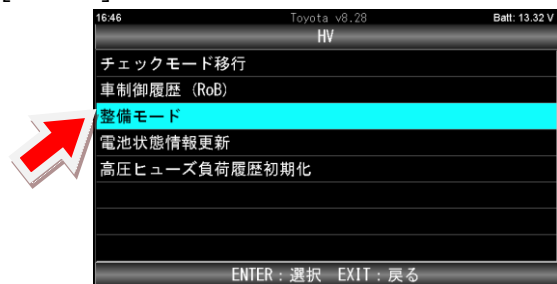 16:46 Toyota v8.28 Batt: 13.32 V
HV
チェックモード移行
車制御履歴 (RoB)
整備モード
電池状態情報更新
高圧ヒューズ負荷履歴初期化
ENTER：選択 EXIT：戻る